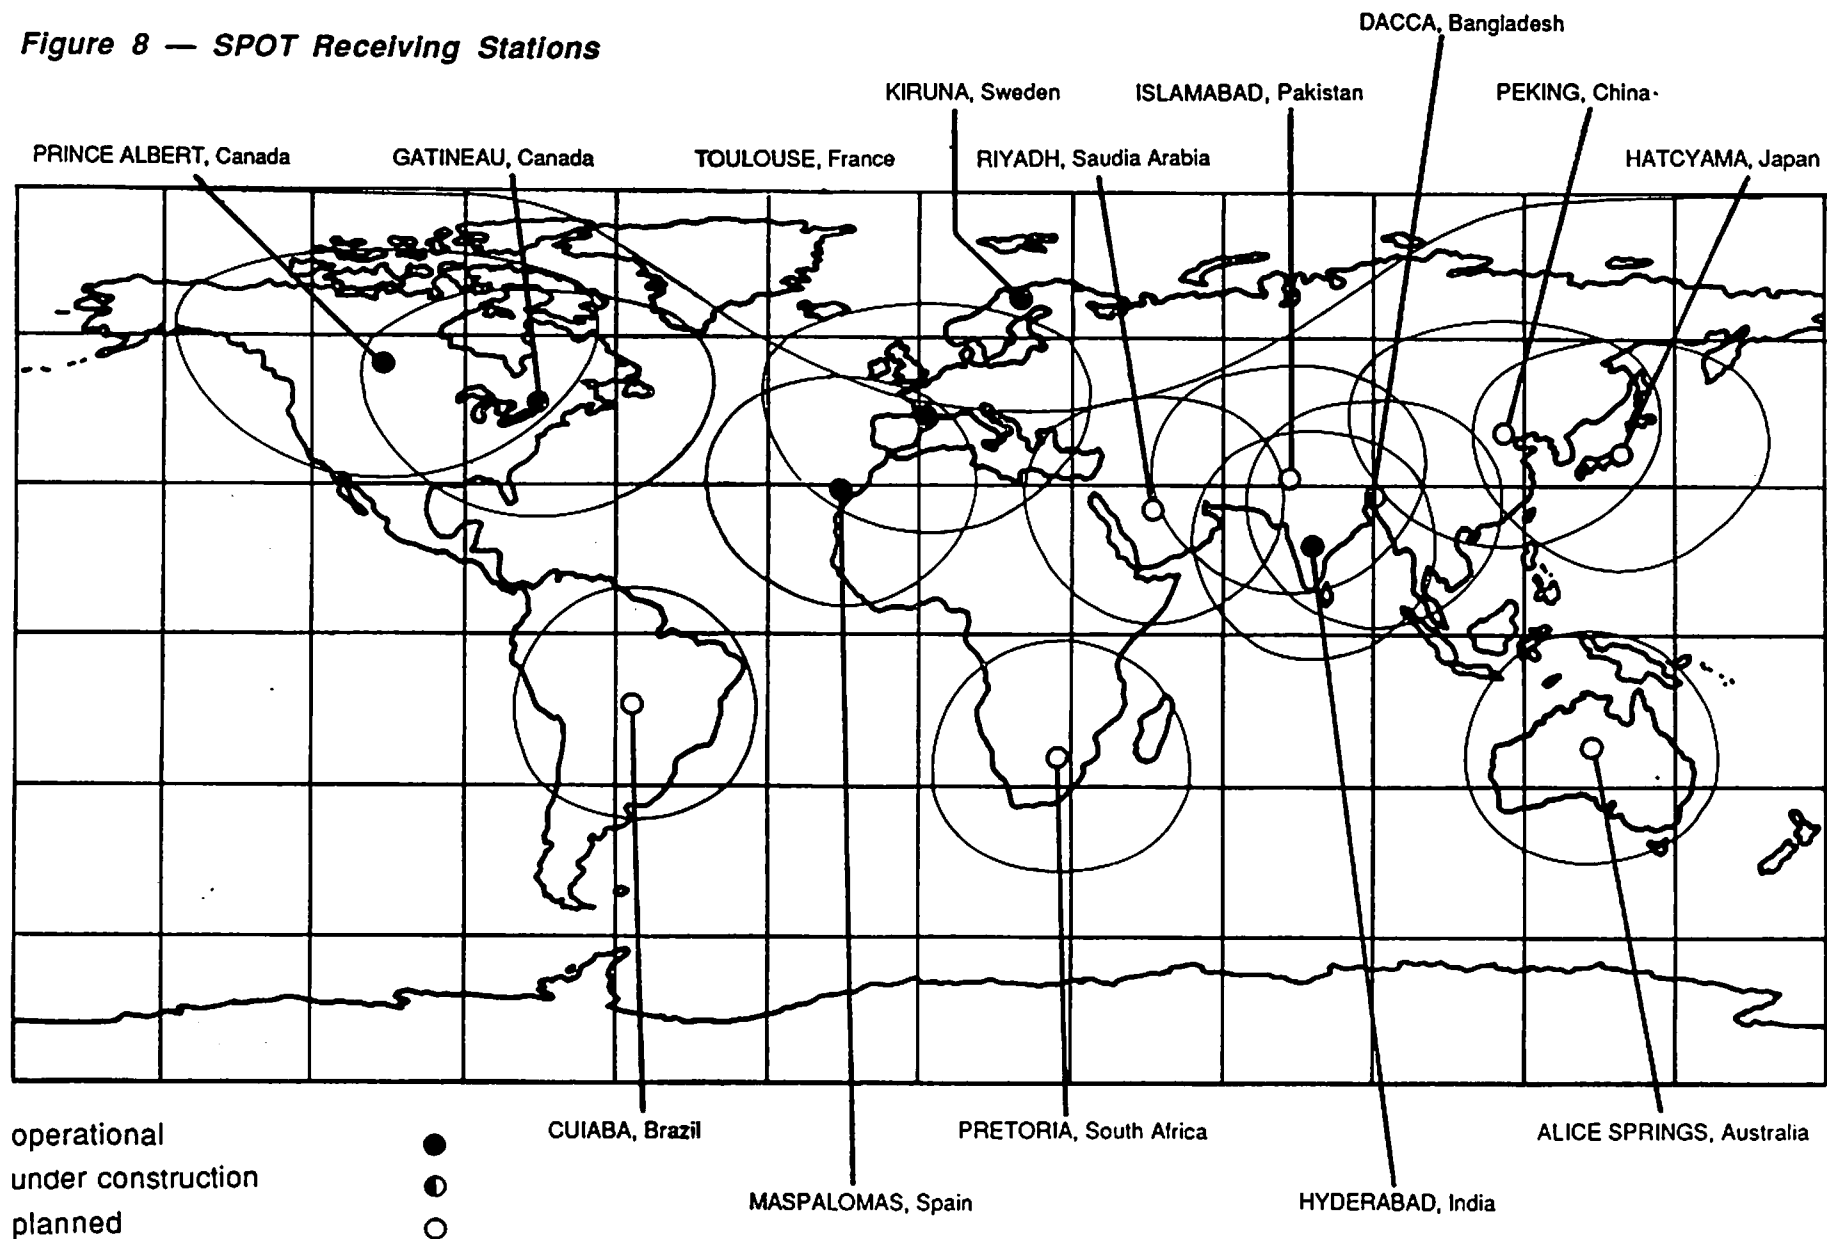 Figure 8 — SPOT Receiving Stations
DACCA, Bangladesh
KIRUNA, Sweden
ISLAMABAD, Pakistan
PEKING, China
PRINCE ALBERT, Canada
GATINEAU, Canada
TOULOUSE, France
RIYADH, Saudia Arabia
HATCYAMA, Japan
operational
under construction
planned
CUIABA, Brazil
PRETORIA, South Africa
ALICE SPRINGS, Australia
MASPALOMAS, Spain
HYDERABAD, India